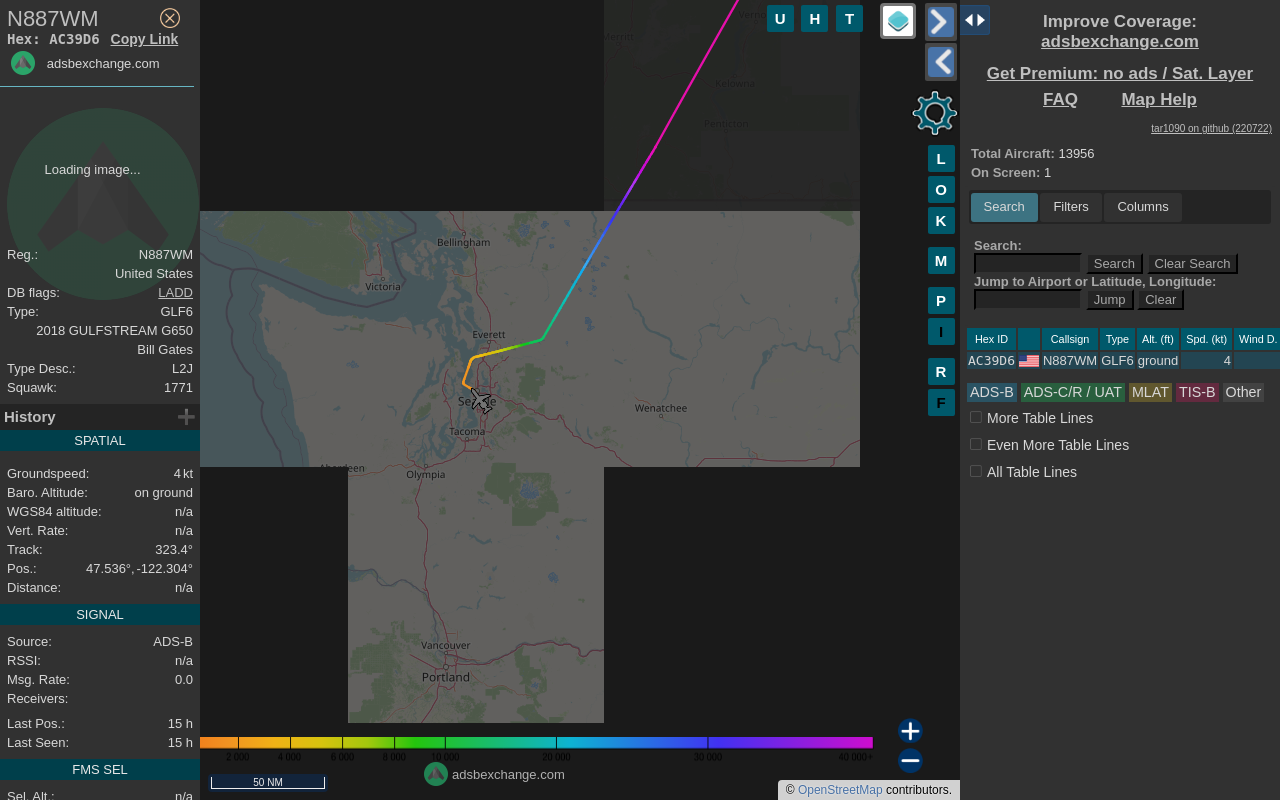 N887WM
Hex: AC39D6 Copy Link
adsbexchange.com
Loading image...
Reg.: N887WM
United States
DB flags: LADD
Type: GLF6
2018 GULFSTREAM G650
Bill Gates
Type Desc.: L2J
Squawk: 1771
History
SPATIAL
Groundspeed: 4 kt
Baro. Altitude: on ground
WGS84 altitude: n/a
Vert. Rate: n/a
Track: 323.4°
Pos.: 47.536°, -122.304°
Distance: n/a
SIGNAL
Source: ADS-B
RSSI: n/a
Msg. Rate: 0.0
Receivers:
Last Pos.: 15 h
Last Seen: 15 h
FMS SEL
Sel. Alt.: n/a
Merritt
Vernon
Kelowna
Penticton
Bellingham
Victoria
Everett
Seattle
Tacoma
Wenatchee
Aberdeen
Olympia
Vancouver
Portland
2 000 4 000 6 000 8 000 10 000 20 000 30 000 40 000+
50 NM
adsbexchange.com
© OpenStreetMap contributors.
U H T
L
O
K
M
P
I
R
F
Improve Coverage:
adsbexchange.com
Get Premium: no ads / Sat. Layer
FAQ Map Help
tar1090 on github (220722)
Total Aircraft: 13956
On Screen: 1
Search Filters Columns
Search:
Search Clear Search
Jump to Airport or Latitude, Longitude:
Jump Clear
Hex ID Callsign Type Alt. (ft) Spd. (kt) Wind D.
AC39D6 N887WM GLF6 ground 4
ADS-B ADS-C/R / UAT MLAT TIS-B Other
More Table Lines
Even More Table Lines
All Table Lines